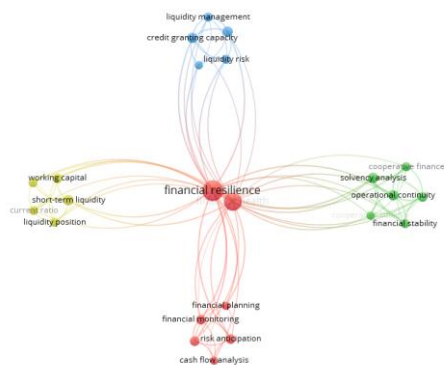 liquidity management
credit granting capacity
liquidity risk
cooperative finance
working capital
solvency analysis
financial resilience
short-term liquidity
operational continuity
current ratio
liquidity position
financial stability
financial planning
financial monitoring
risk anticipation
cash flow analysis